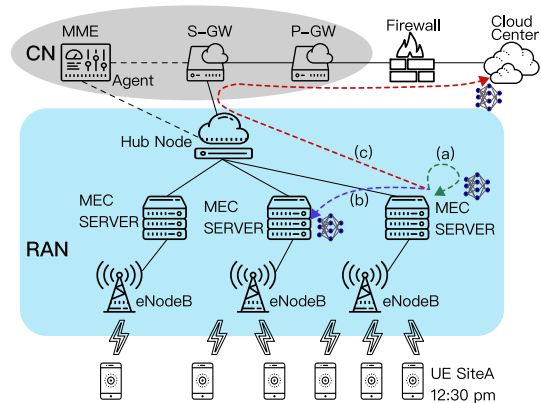 MME
S-GW
P-GW
Firewall
Cloud
Center
CN
Agent
Hub Node
(c)
(a)
(b)
MEC
SERVER
MEC
SERVER
MEC
SERVER
RAN
eNodeB
eNodeB
eNodeB
UE SiteA
12:30 pm